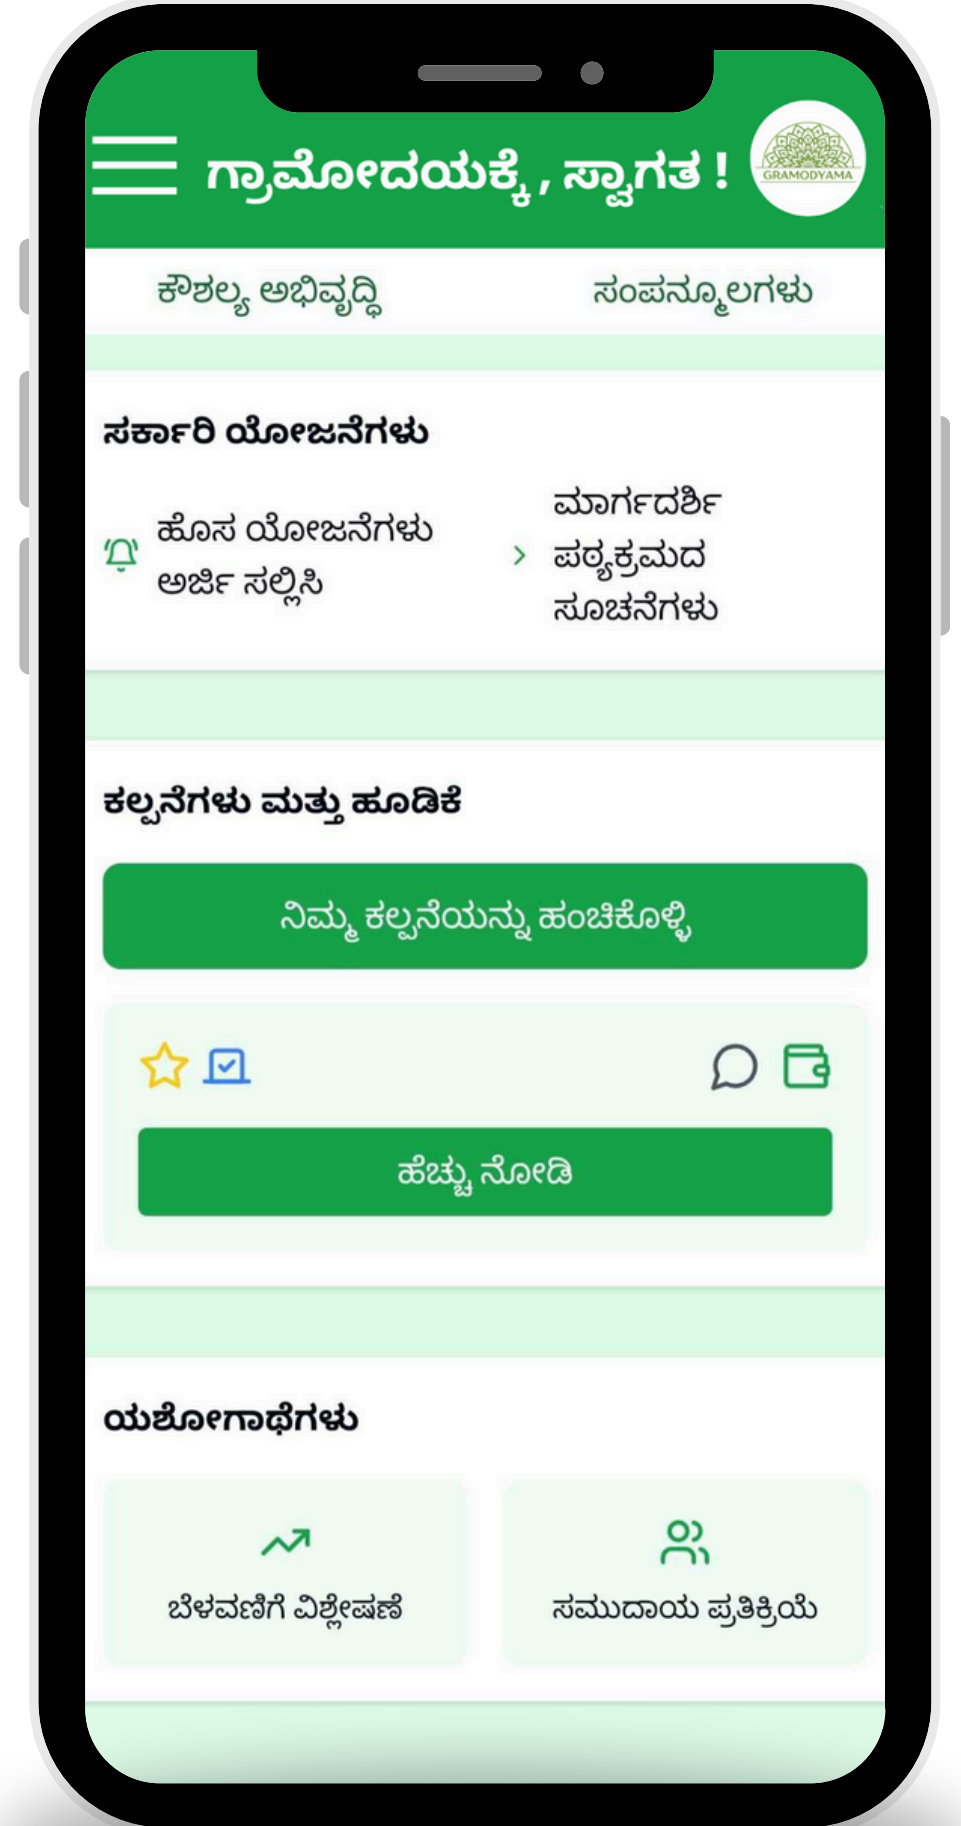 ಗ್ರಾಮೋದಯಕ್ಕೆ , ಸ್ವಾಗತ !
GRAMODYAMA
ಕೌಶಲ್ಯ ಅಭಿವೃದ್ಧಿ
ಸಂಪನ್ಮೂಲಗಳು
ಸರ್ಕಾರಿ ಯೋಜನೆಗಳು
ಹೊಸ ಯೋಜನೆಗಳು
ಅರ್ಜಿ ಸಲ್ಲಿಸಿ
ಮಾರ್ಗದರ್ಶಿ
ಪಠ್ಯಕ್ರಮದ
ಸೂಚನೆಗಳು
ಕಲ್ಪನೆಗಳು ಮತ್ತು ಹೂಡಿಕೆ
ನಿಮ್ಮ ಕಲ್ಪನೆಯನ್ನು ಹಂಚಿಕೊಳ್ಳಿ
ಹೆಚ್ಚು ನೋಡಿ
ಯಶೋಗಾಥೆಗಳು
ಬೆಳವಣಿಗೆ ವಿಶ್ಲೇಷಣೆ
ಸಮುದಾಯ ಪ್ರತಿಕ್ರಿಯೆ